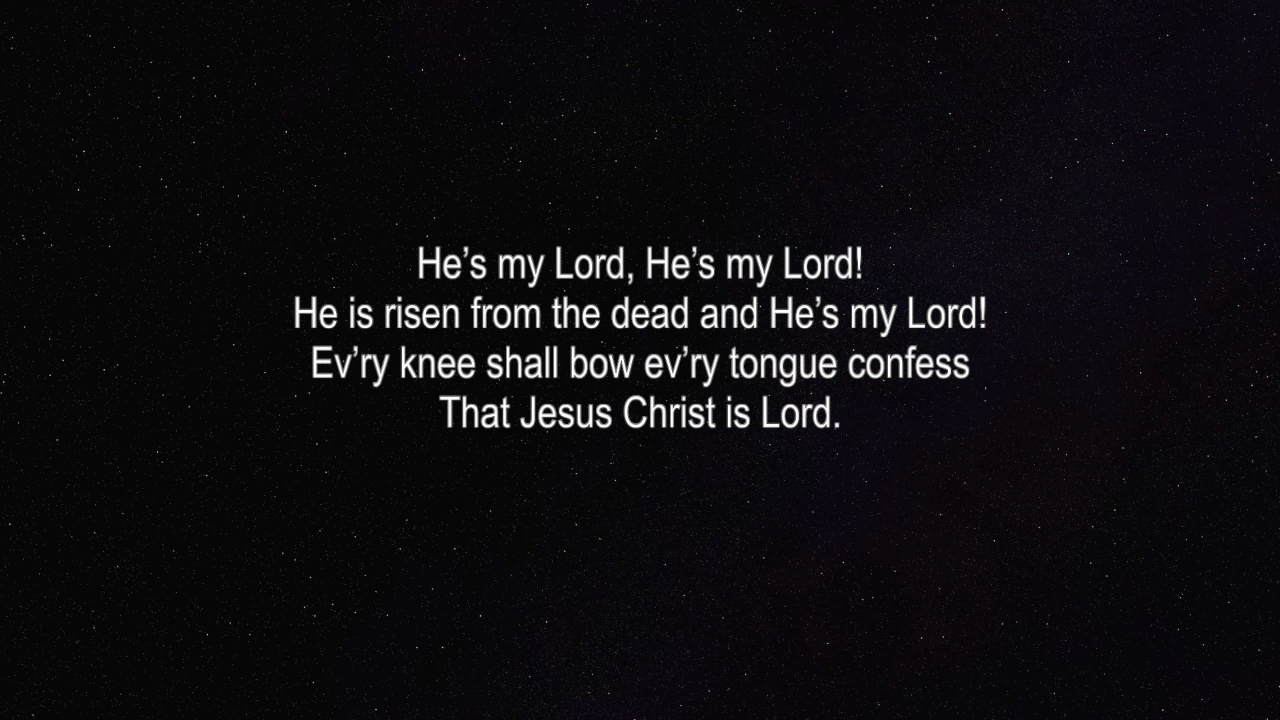 He’s my Lord, He’s my Lord!
He is risen from the dead and He’s my Lord!
Ev’ry knee shall bow ev’ry tongue confess
That Jesus Christ is Lord.